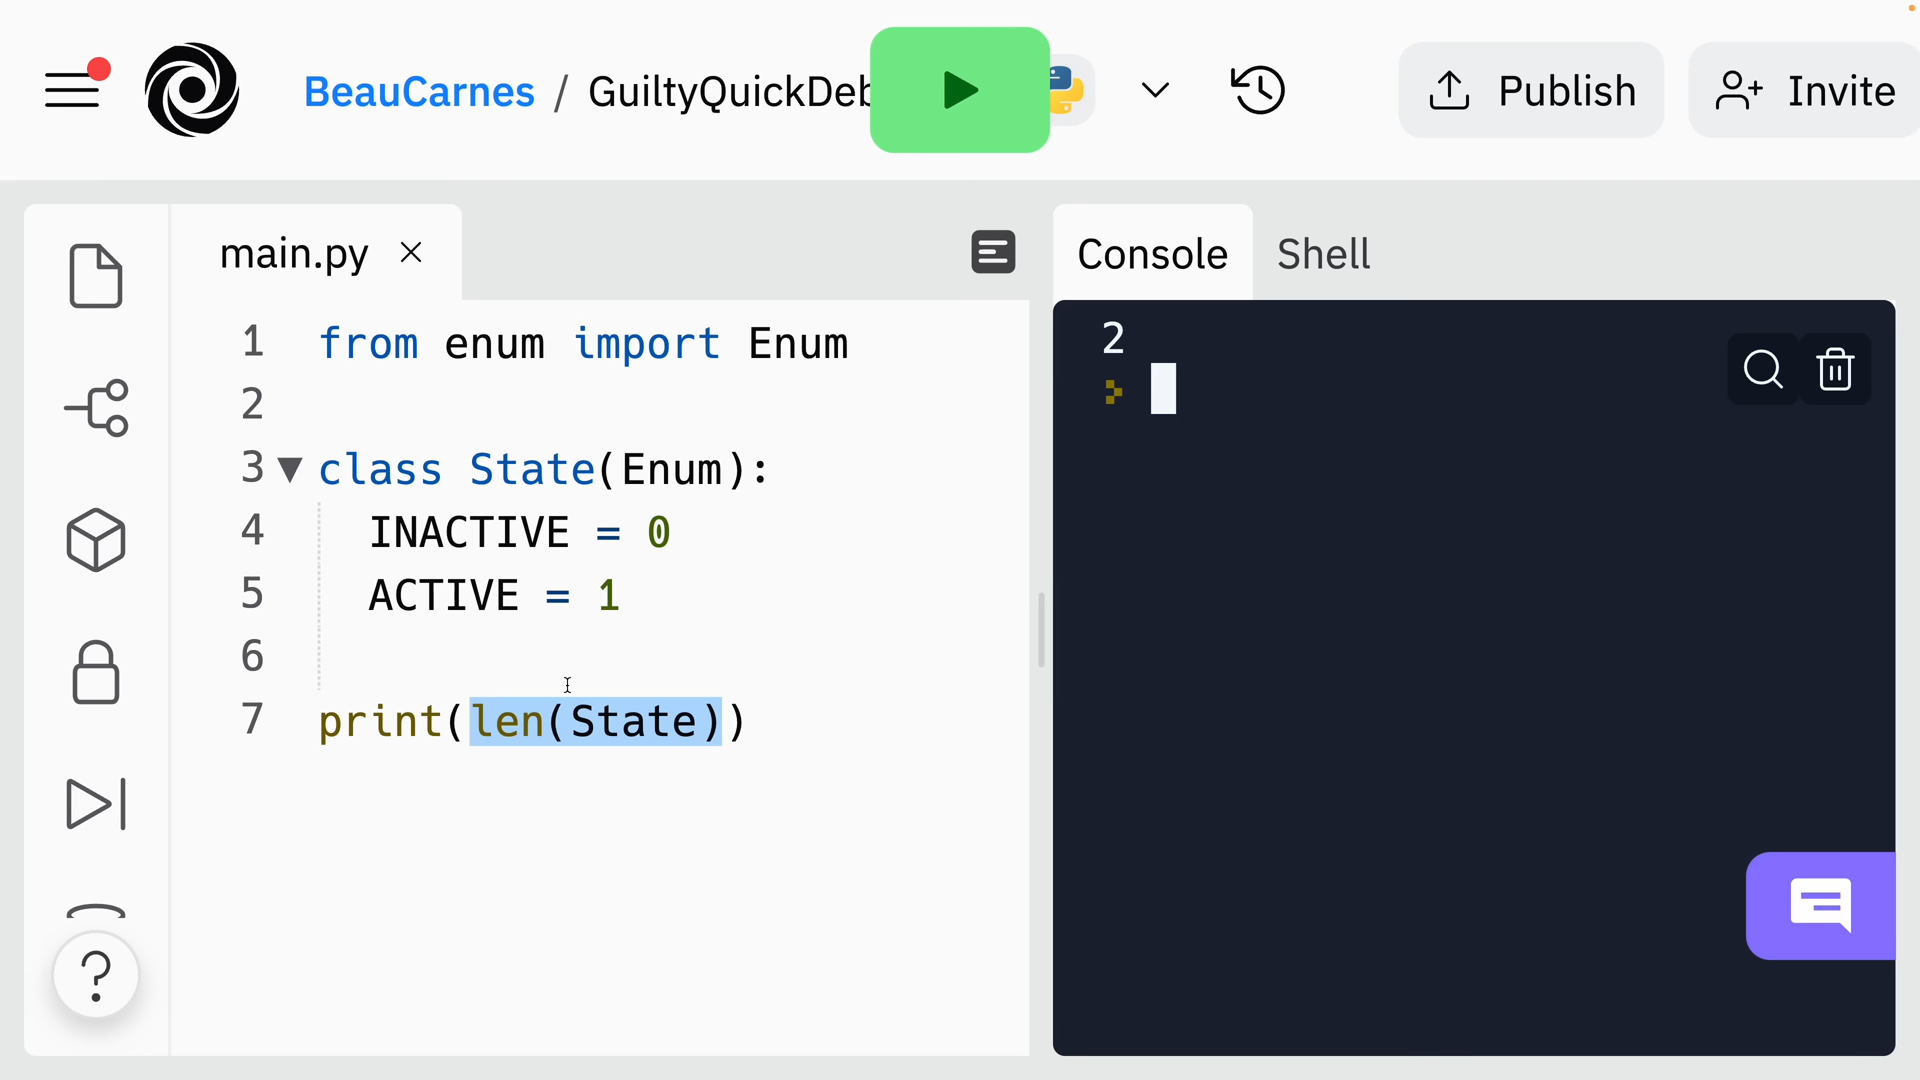 BeauCarnes / GuiltyQuickDeb
Publish
Invite
main.py
Console
Shell
1 from enum import Enum
2
3 class State(Enum):
4 INACTIVE = 0
5 ACTIVE = 1
6
7 print(len(State))
2